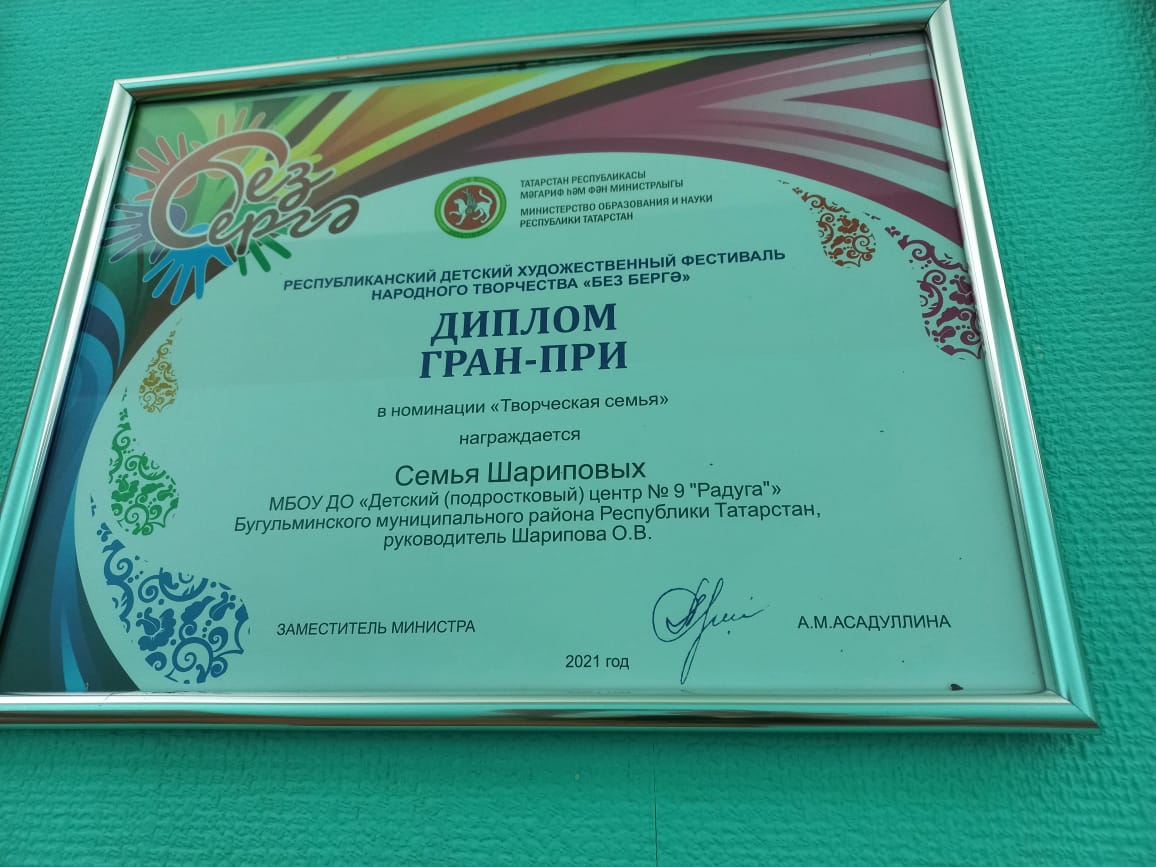 Без
Бергә
ТАТАРСТАН РЕСПУБЛИКАСЫ
МӘГАРИФ ҺӘМ ФӘН МИНИСТРЛЫГЫ
МИНИСТЕРСТВО ОБРАЗОВАНИЯ И НАУКИ
РЕСПУБЛИКИ ТАТАРСТАН
РЕСПУБЛИКАНСКИЙ ДЕТСКИЙ ХУДОЖЕСТВЕННЫЙ ФЕСТИВАЛЬ
НАРОДНОГО ТВОРЧЕСТВА «БЕЗ БЕРГӘ»
ДИПЛОМ
ГРАН-ПРИ
в номинации «Творческая семья»
награждается
Семья Шариповых
МБОУ ДО «Детский (подростковый) центр № 9 "Радуга"»
Бугульминского муниципального района Республики Татарстан,
руководитель Шарипова О.В.
ЗАМЕСТИТЕЛЬ МИНИСТРА
А.М.АСАДУЛЛИНА
2021 год